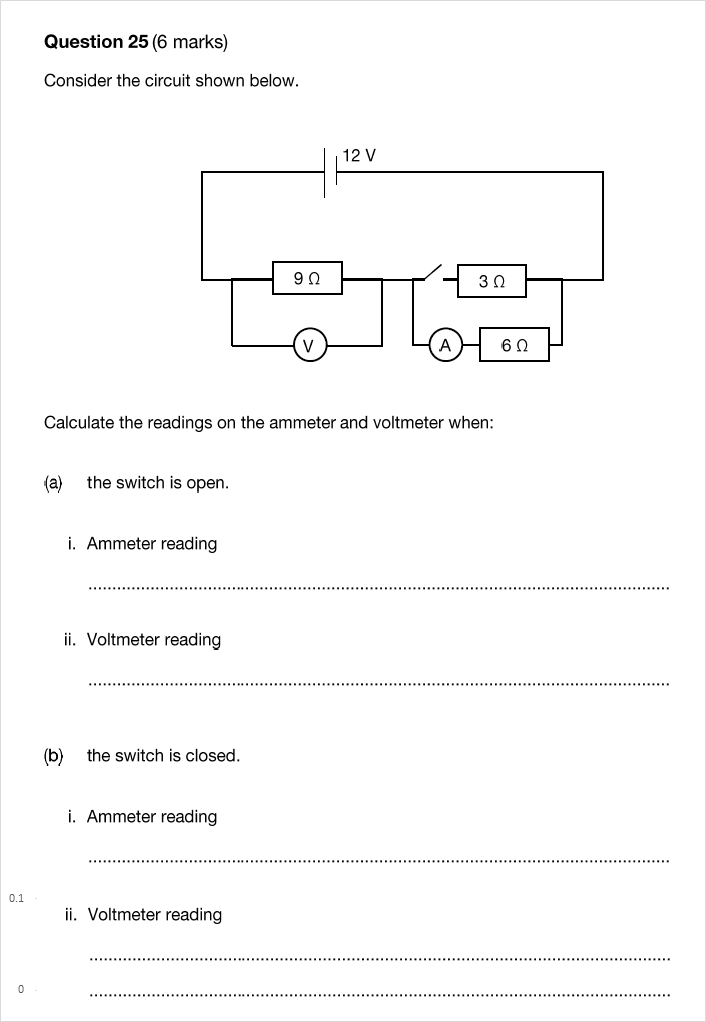 Question 25 (6 marks)
Consider the circuit shown below.
12 V
9 Ω
3 Ω
V
A
6 Ω
Calculate the readings on the ammeter and voltmeter when:
(a) the switch is open.
i. Ammeter reading
ii. Voltmeter reading
(b) the switch is closed.
i. Ammeter reading
0.1
ii. Voltmeter reading
0